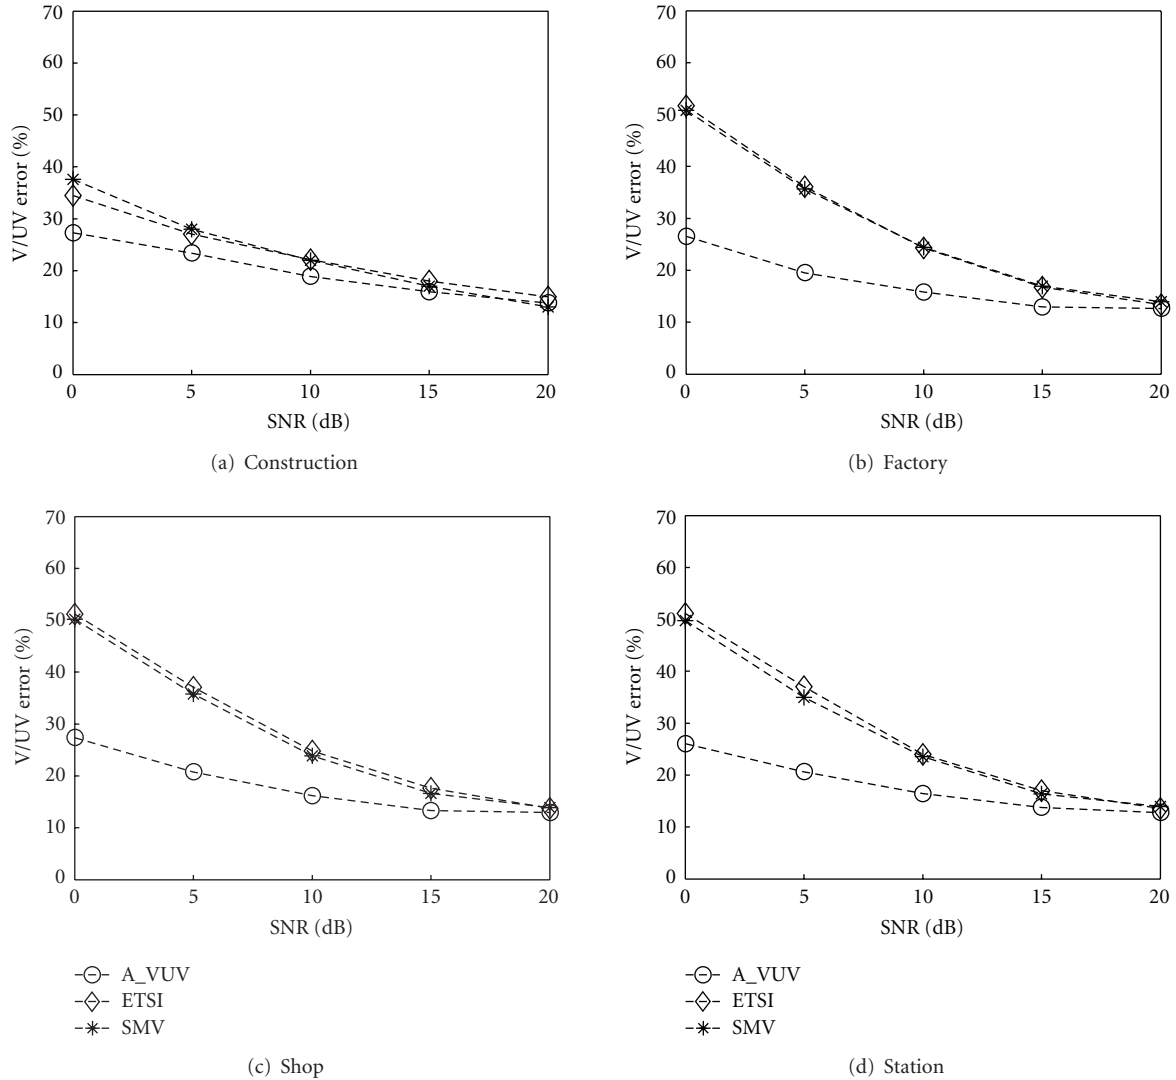 70
60
50
40
30
20
10
0
V/UV error (%)
0 5 10 15 20
SNR (dB)
(a) Construction
70
60
50
40
30
20
10
0
V/UV error (%)
0 5 10 15 20
SNR (dB)
(b) Factory
70
60
50
40
30
20
10
0
V/UV error (%)
0 5 10 15 20
SNR (dB)
A_VUV
ETSI
SMV
(c) Shop
70
60
50
40
30
20
10
0
V/UV error (%)
0 5 10 15 20
SNR (dB)
A_VUV
ETSI
SMV
(d) Station